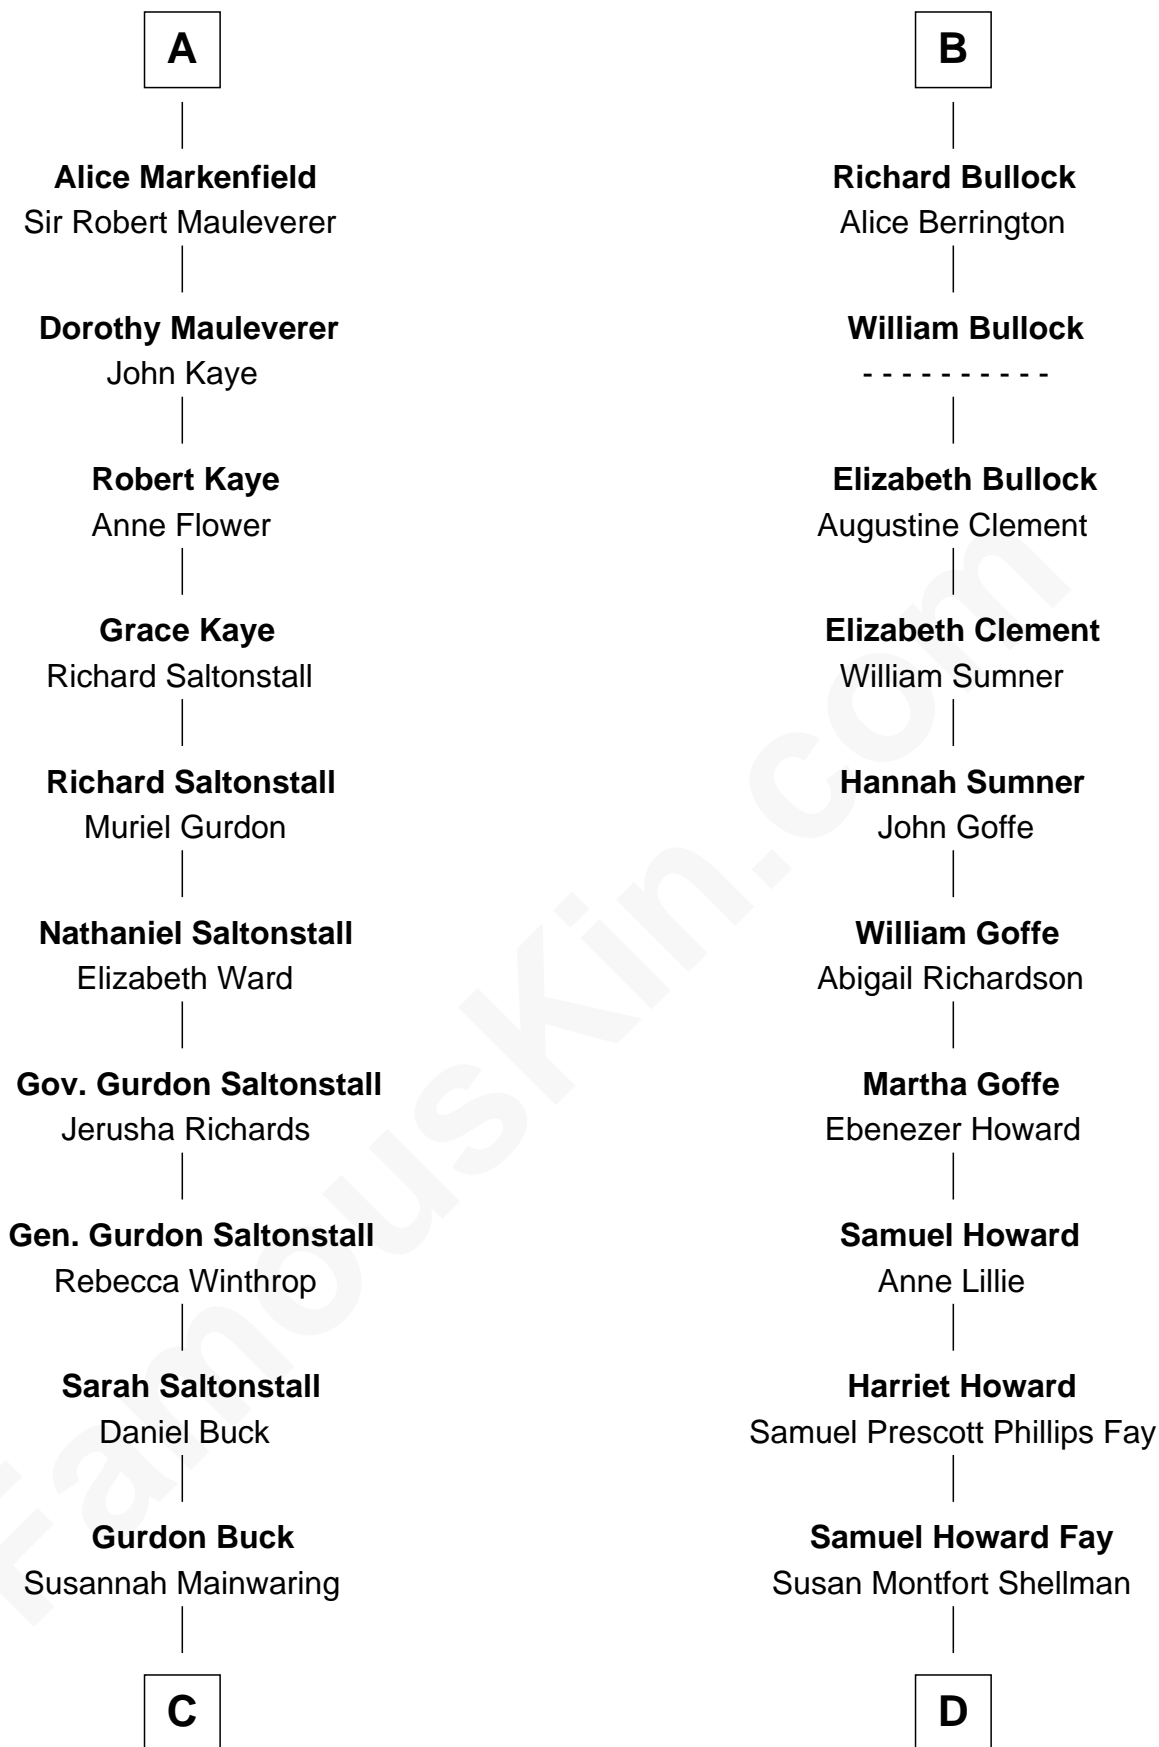 A
Alice Markenfield
Sir Robert Mauleverer
Dorothy Mauleverer
John Kaye
Robert Kaye
Anne Flower
Grace Kaye
Richard Saltonstall
Richard Saltonstall
Muriel Gurdon
Nathaniel Saltonstall
Elizabeth Ward
Gov. Gurdon Saltonstall
Jerusha Richards
Gen. Gurdon Saltonstall
Rebecca Winthrop
Sarah Saltonstall
Daniel Buck
Gurdon Buck
Susannah Mainwaring
C
B
Richard Bullock
Alice Berrington
William Bullock
- - - - - - - - - -
Elizabeth Bullock
Augustine Clement
Elizabeth Clement
William Sumner
Hannah Sumner
John Goffe
William Goffe
Abigail Richardson
Martha Goffe
Ebenezer Howard
Samuel Howard
Anne Lillie
Harriet Howard
Samuel Prescott Phillips Fay
Samuel Howard Fay
Susan Montfort Shellman
D
FamousKin.com